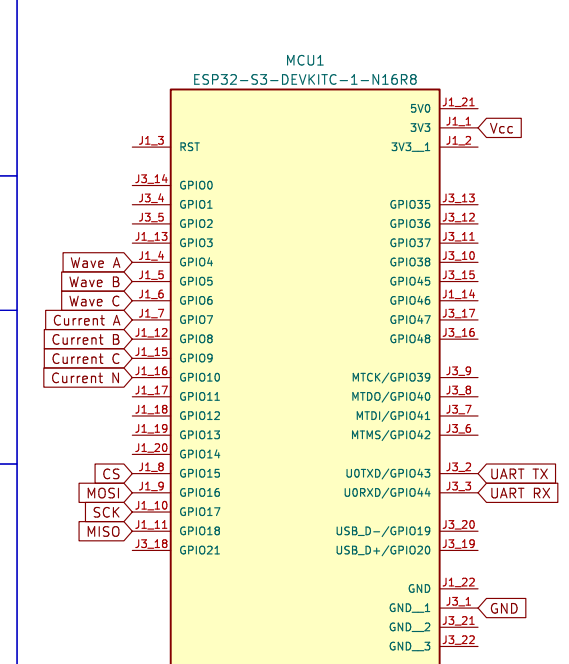 MCU1
ESP32-S3-DEVKITC-1-N16R8
5V0 J1_21
3V3 J1_1 Vcc
J1_3 RST 3V3__1 J1_2
J3_14 GPIO0
J3_4 GPIO1 GPIO35 J3_13
J3_5 GPIO2 GPIO36 J3_12
J1_13 GPIO3 GPIO37 J3_11
Wave A J1_4 GPIO4 GPIO38 J3_10
Wave B J1_5 GPIO5 GPIO45 J3_15
Wave C J1_6 GPIO6 GPIO46 J1_14
Current A J1_7 GPIO7 GPIO47 J3_17
Current B J1_12 GPIO8 GPIO48 J3_16
Current C J1_15 GPIO9
Current N J1_16 GPIO10 MTCK/GPIO39 J3_9
J1_17 GPIO11 MTDO/GPIO40 J3_8
J1_18 GPIO12 MTDI/GPIO41 J3_7
J1_19 GPIO13 MTMS/GPIO42 J3_6
J1_20 GPIO14
CS J1_8 GPIO15 U0TXD/GPIO43 J3_2 UART TX
MOSI J1_9 GPIO16 U0RXD/GPIO44 J3_3 UART RX
SCK J1_10 GPIO17
MISO J1_11 GPIO18 USB_D-/GPIO19 J3_20
J3_18 GPIO21 USB_D+/GPIO20 J3_19
GND J1_22
GND__1 J3_1 GND
GND__2 J3_21
GND__3 J3_22